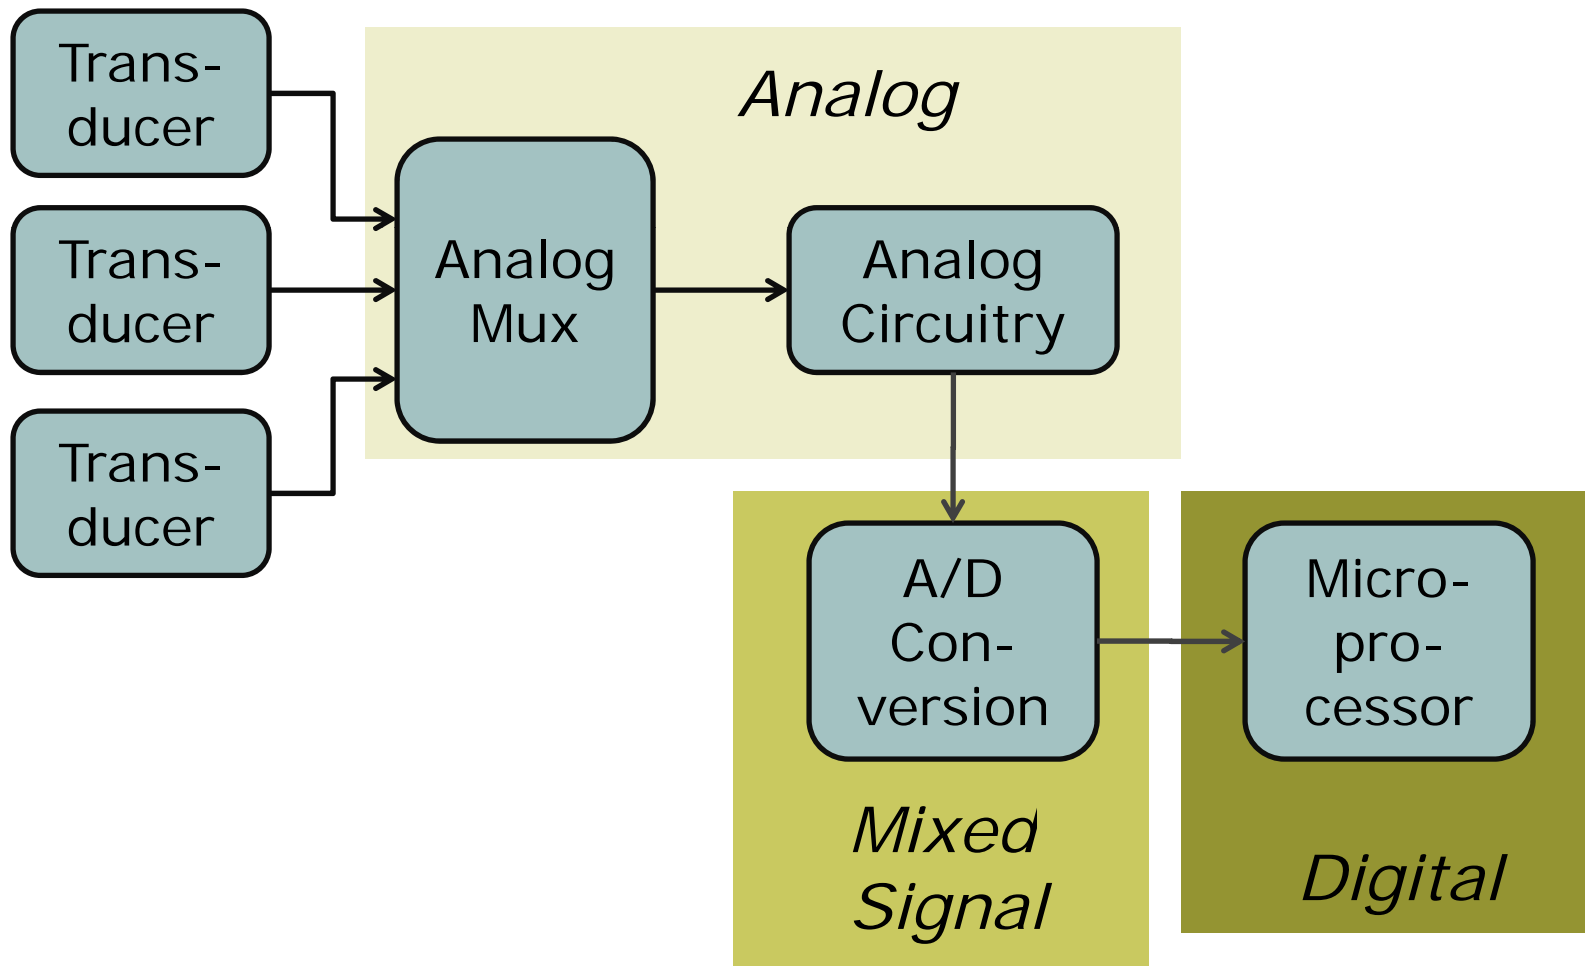 Trans-
ducer
Trans-
ducer
Trans-
ducer
Analog
Analog
Mux
Analog
Circuitry
A/D
Con-
version
Mixed
Signal
Micro-
pro-
cessor
Digital